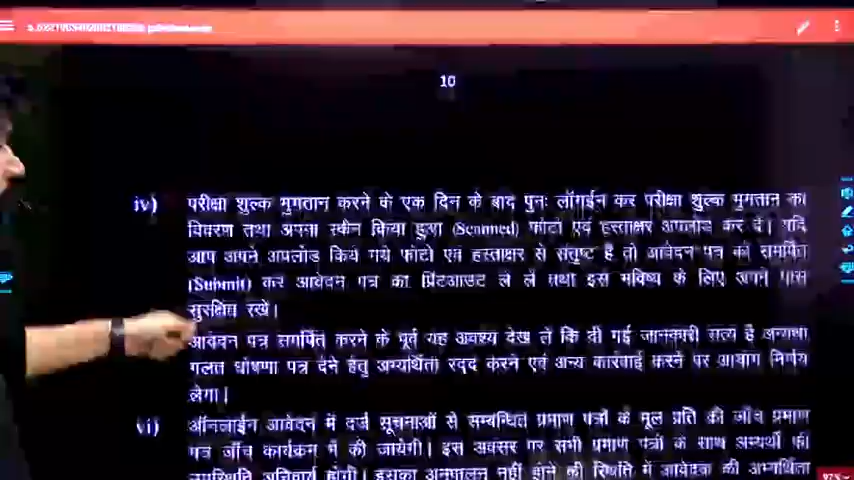 10
iv) परीक्षा शुल्क भुगतान करने के एक दिन के बाद पुनः लॉगईन कर परीक्षा शुल्क भुगतान का
विवरण तथा अपना स्कैन किया हुआ (Scanned) फोटो एवं हस्ताक्षर अपलोड कर दें। यदि
आप अपने अपलोड किये गये फोटो एवं हस्ताक्षर से संतुष्ट है तो आवेदन पत्र को समर्पित
(Submit) कर आवेदन पत्र का प्रिंटआउट ले लें तथा इस भविष्य के लिए अपने पास
सुरक्षित रखें।
आवेदन पत्र समर्पित करने के पूर्व यह अवश्य देख लें कि दी गई जानकारी सत्य है अन्यथा
गलत घोषणा पत्र देने हेतु अभ्यर्थिता रदद करने एवं अन्य कारवाई करने पर आयोग निर्णय
लेगा।
vi) ऑनलाईन आवेदन में दर्ज सूचनाओं से सम्बन्धित प्रमाण पत्रों के मूल प्रति की जाँच प्रमाण
पत्र जाँच कार्यक्रम में की जायेगी। इस अवसर पर सभी प्रमाण पत्रों के साथ अभ्यर्थी की
उपस्थिति अनिवार्य होगी। इसका अनुपालन नहीं होने की स्थिति में आवेदक की अभ्यर्थिता
97%